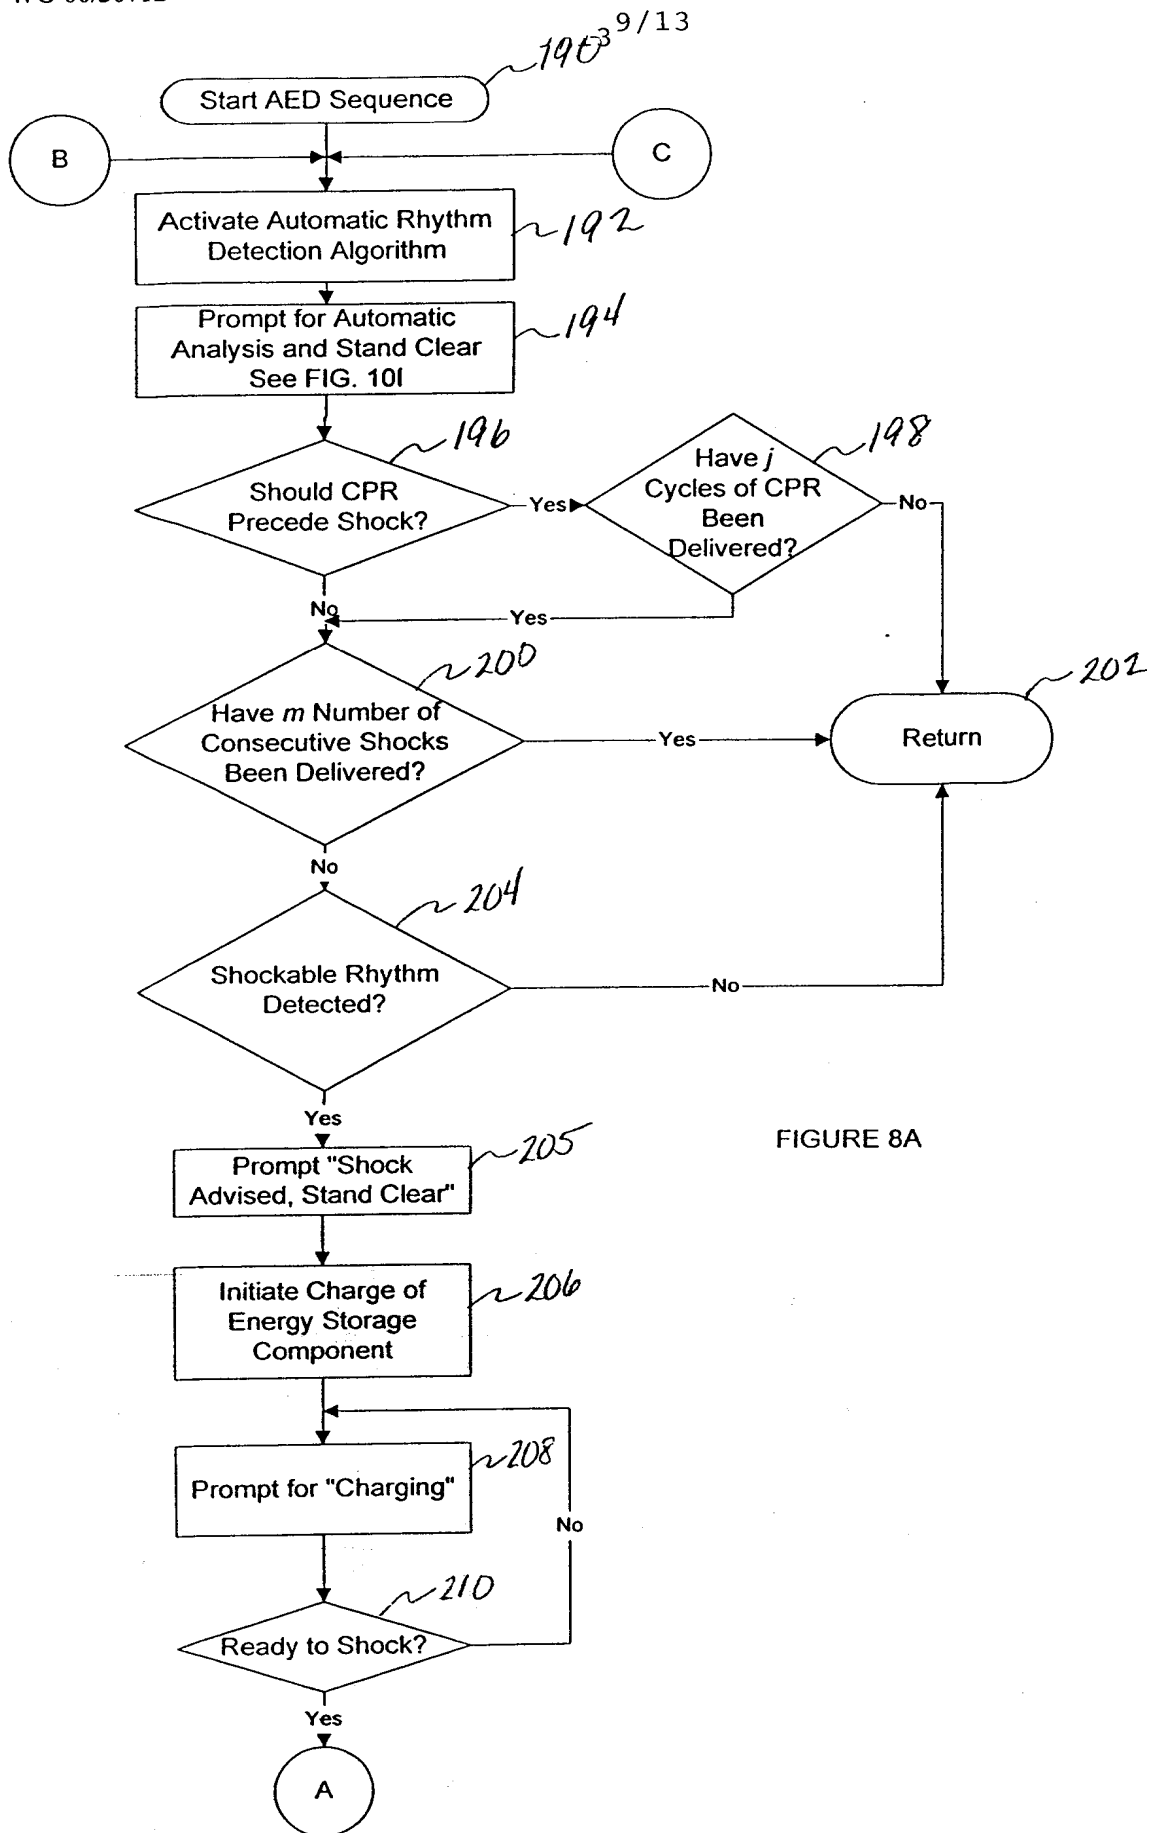 9/13
190
Start AED Sequence
B
C
Activate Automatic Rhythm
Detection Algorithm
192
Prompt for Automatic
Analysis and Stand Clear
See FIG. 10I
194
196
Should CPR
Precede Shock?
Yes
198
Have j
Cycles of CPR
Been
Delivered?
No
No
Yes
200
Have m Number of
Consecutive Shocks
Been Delivered?
Yes
202
Return
No
204
Shockable Rhythm
Detected?
No
Yes
205
Prompt "Shock
Advised, Stand Clear"
FIGURE 8A
Initiate Charge of
Energy Storage
Component
206
Prompt for "Charging"
208
No
210
Ready to Shock?
Yes
A